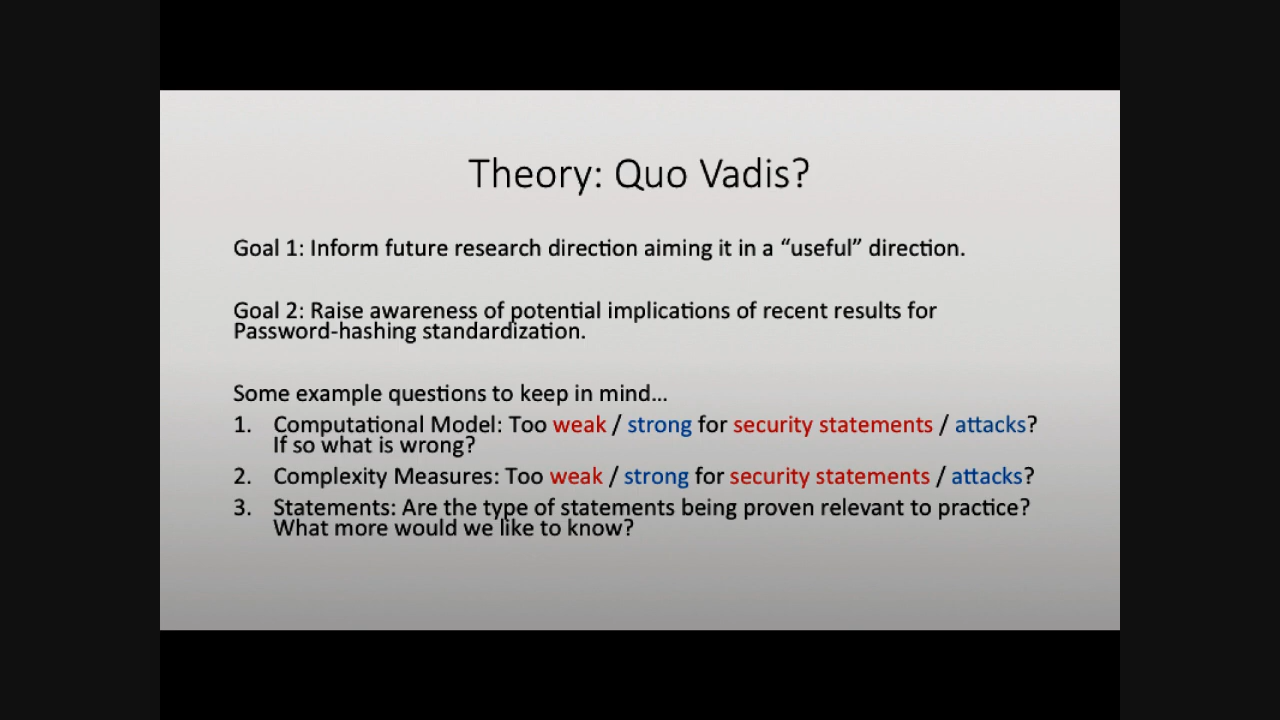 Theory: Quo Vadis?
Goal 1: Inform future research direction aiming it in a “useful” direction.
Goal 2: Raise awareness of potential implications of recent results for
Password-hashing standardization.
Some example questions to keep in mind...
1. Computational Model: Too weak / strong for security statements / attacks?
If so what is wrong?
2. Complexity Measures: Too weak / strong for security statements / attacks?
3. Statements: Are the type of statements being proven relevant to practice?
What more would we like to know?